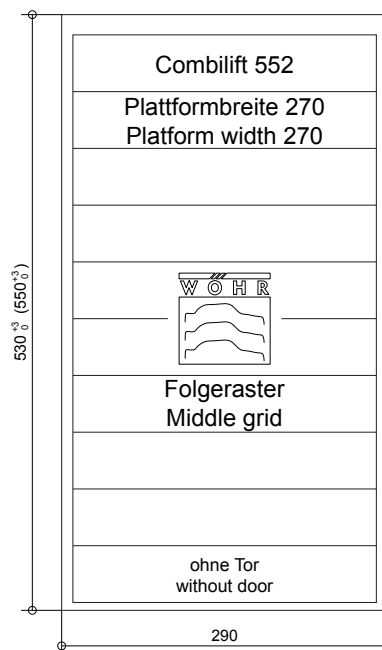 Combilift 552
Plattformbreite 270
Platform width 270
WÖHR
Folgeraster
Middle grid
ohne Tor
without door
530 +3 0 (550 +3 0)
290